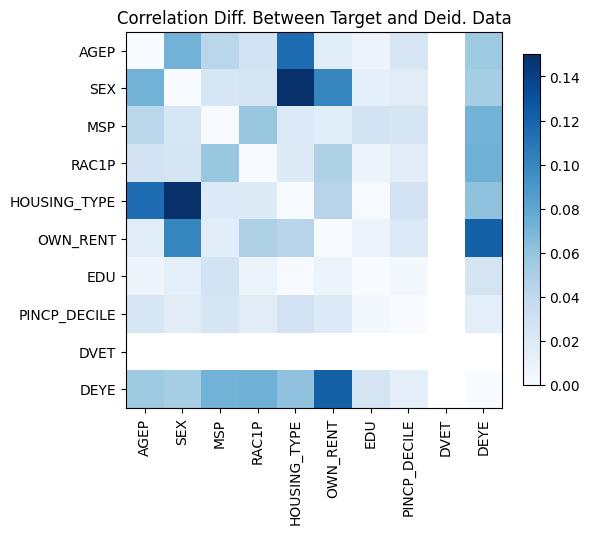 Correlation Diff. Between Target and Deid. Data
AGEP
SEX
MSP
RAC1P
HOUSING_TYPE
OWN_RENT
EDU
PINCP_DECILE
DVET
DEYE
AGEP
SEX
MSP
RAC1P
HOUSING_TYPE
OWN_RENT
EDU
PINCP_DECILE
DVET
DEYE
0.14
0.12
0.10
0.08
0.06
0.04
0.02
0.00